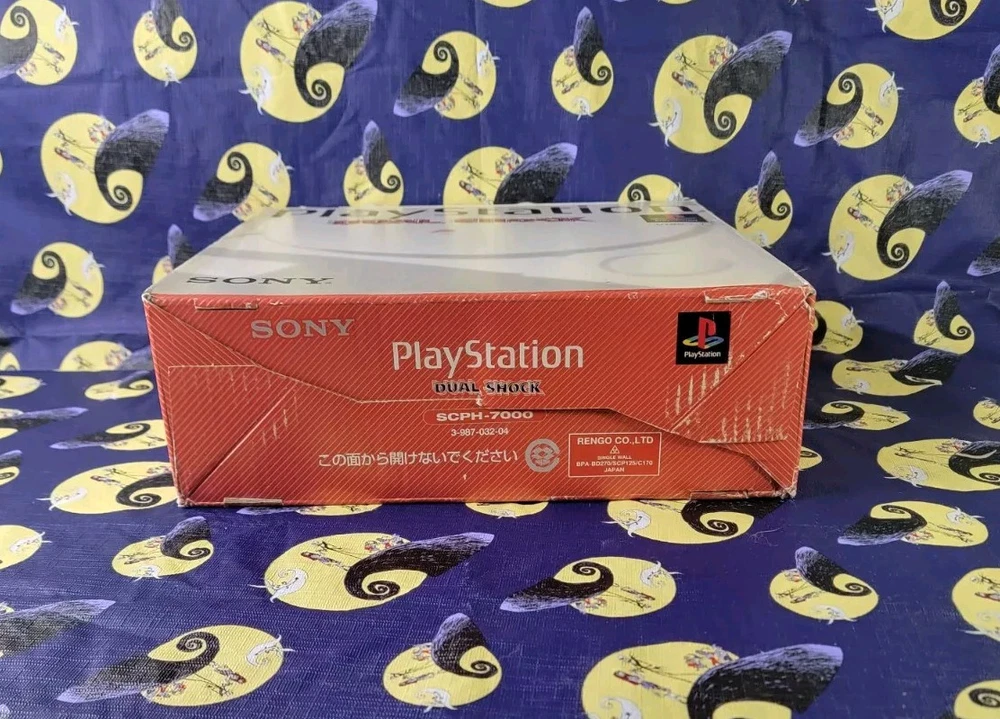 PlayStation
SONY
SONY
PlayStation
PlayStation
DUAL SHOCK
SCPH-7000
3-987-032-04
この面から開けないでください
RENGO CO.,LTD
SINGLE WALL
BPA·BD270/SCP125/C170
JAPAN